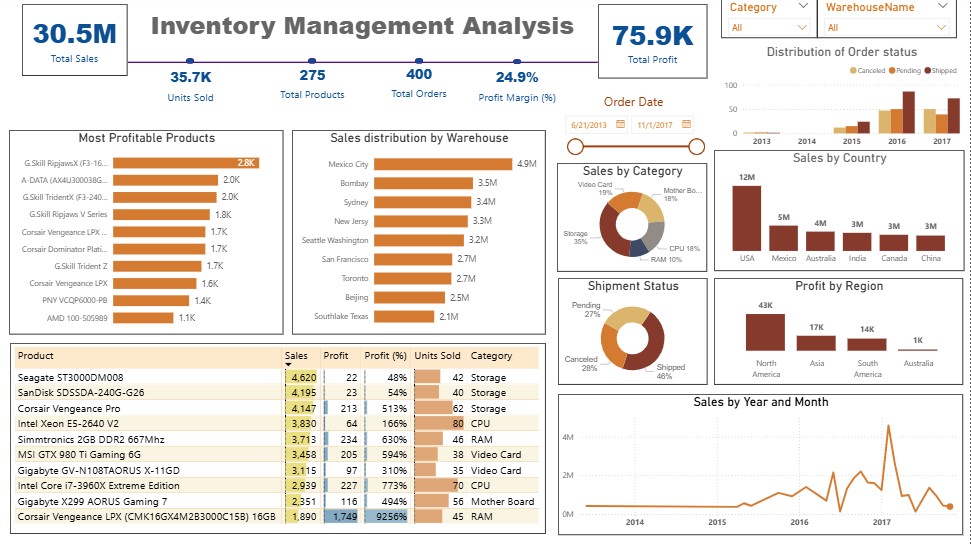 Inventory Management Analysis
30.5M
Total Sales
35.7K
Units Sold
275
Total Products
400
Total Orders
24.9%
Profit Margin (%)
75.9K
Total Profit
Category
All
WarehouseName
All
Order Date
6/21/2013
11/1/2017
Distribution of Order status
Canceled Pending Shipped
100
50
0
2013 2014 2015 2016 2017
Most Profitable Products
G.Skill RipjawsX (F3-16... 2.8K
A-DATA (AX4U300038G... 2.0K
G.Skill TridentX (F3-240... 2.0K
G.Skill Ripjaws V Series 1.8K
Corsair Vengeance LPX ... 1.7K
Corsair Dominator Plati... 1.7K
G.Skill Trident Z 1.7K
Corsair Vengeance LPX 1.6K
PNY VCQP6000-PB 1.4K
AMD 100-505989 1.1K
Sales distribution by Warehouse
Mexico City 4.9M
Bombay 3.5M
Sydney 3.4M
New Jersy 3.3M
Seattle Washington 3.2M
San Francisco 2.7M
Toronto 2.7M
Beijing 2.5M
Southlake Texas 2.1M
Sales by Category
Video Card
19%
Mother Bo...
18%
Storage
35%
CPU 18%
RAM 10%
Sales by Country
12M 5M 4M 3M 3M 3M
USA Mexico Australia India Canada China
Shipment Status
Pending
27%
Canceled
28%
Shipped
46%
Profit by Region
43K 17K 14K 1K
North America Asia South America Australia
Product Sales Profit Profit (%) Units Sold Category
Seagate ST3000DM008 4,620 22 48% 42 Storage
SanDisk SDSSDA-240G-G26 4,195 23 54% 40 Storage
Corsair Vengeance Pro 4,147 213 513% 62 Storage
Intel Xeon E5-2640 V2 3,830 64 166% 80 CPU
Simmtronics 2GB DDR2 667Mhz 3,713 234 630% 46 RAM
MSI GTX 980 Ti Gaming 6G 3,458 205 594% 38 Video Card
Gigabyte GV-N108TAORUS X-11GD 3,115 97 310% 35 Video Card
Intel Core i7-3960X Extreme Edition 2,939 227 773% 70 CPU
Gigabyte X299 AORUS Gaming 7 2,351 116 494% 56 Mother Board
Corsair Vengeance LPX (CMK16GX4M2B3000C15B) 16GB 1,890 1,749 9256% 45 RAM
Sales by Year and Month
4M
2M
0M
2014 2015 2016 2017